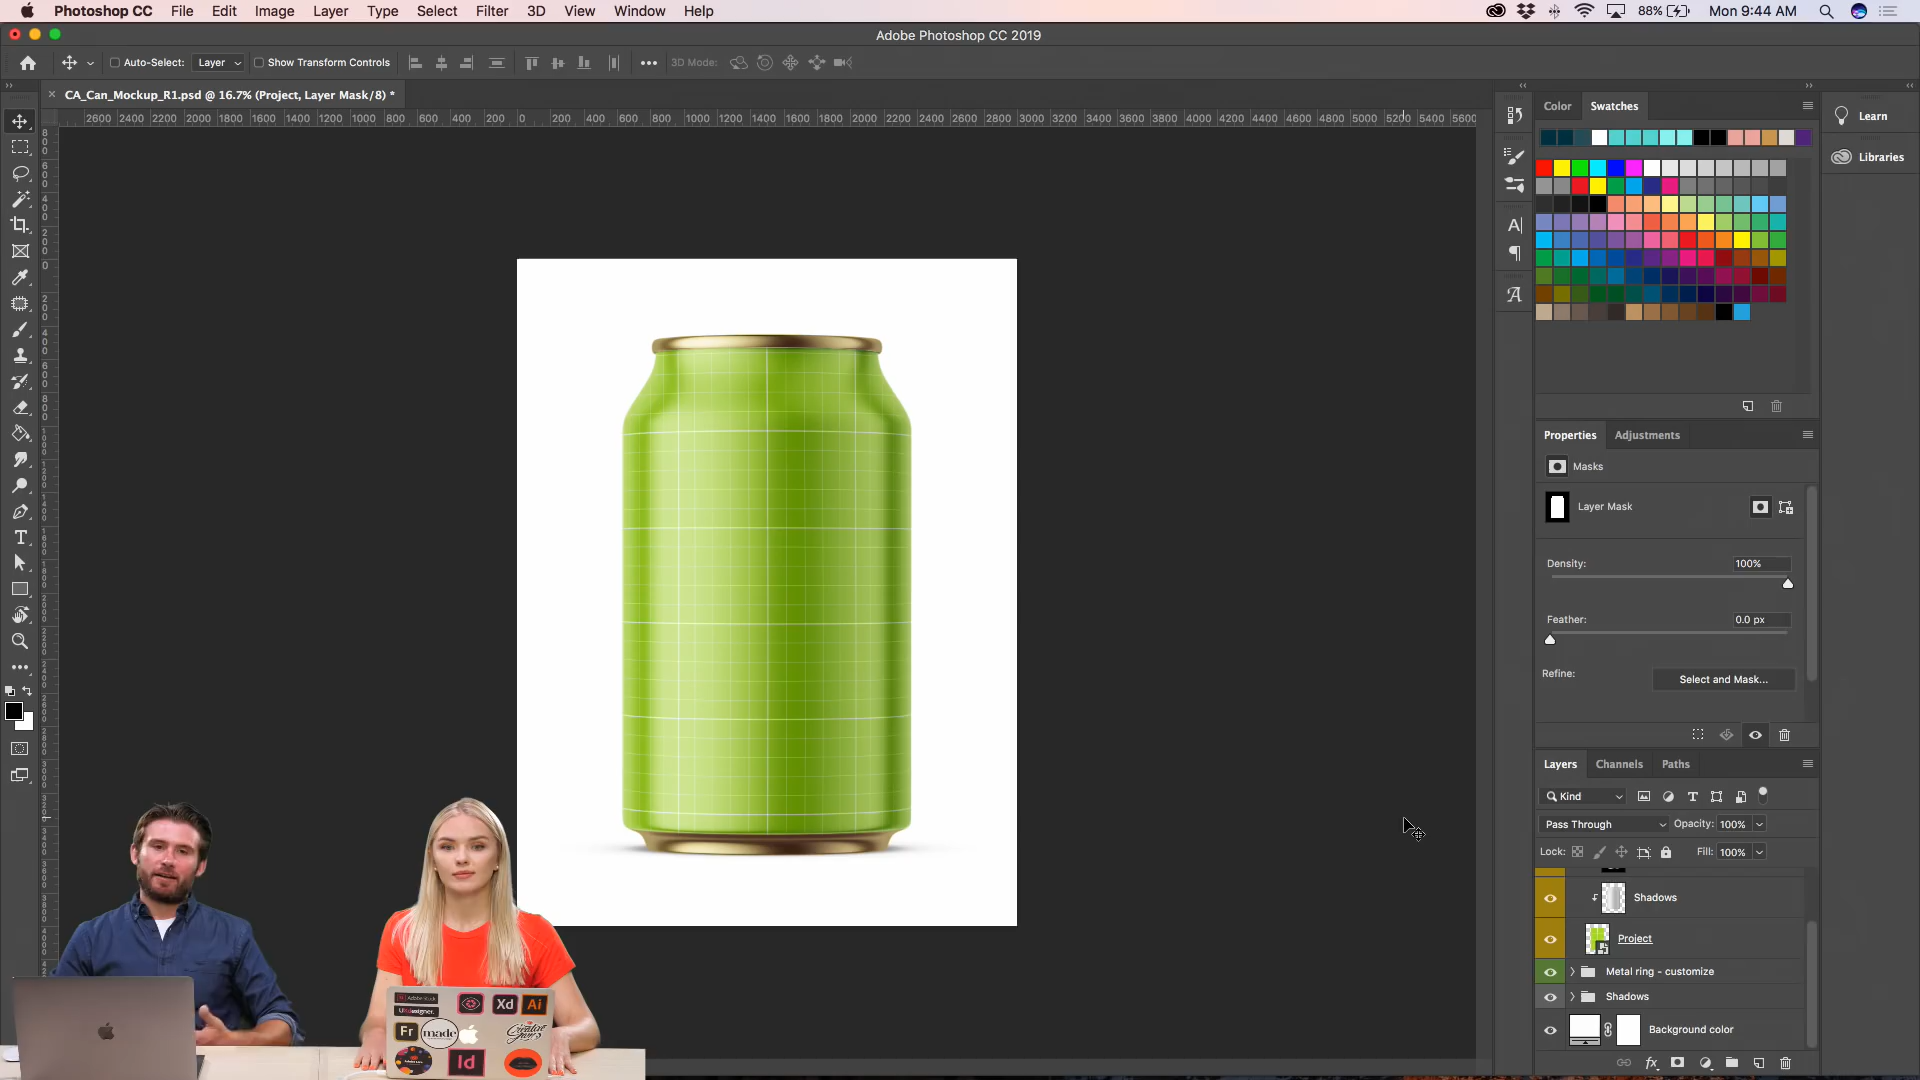 Photoshop CC File Edit Image Layer Type Select Filter 3D View Window Help 88% Mon 9:44 AM
Adobe Photoshop CC 2019
Auto-Select: Layer Show Transform Controls 3D Mode:
CA_Can_Mockup_R1.psd @ 16.7% (Project, Layer Mask/8) *
2600 2400 2200 2000 1800 1600 1400 1200 1000 800 600 400 200 0 200 400 600 800 1000 1200 1400 1600 1800 2000 2200 2400 2600 2800 3000 3200 3400 3600 3800 4000 4200 4400 4600 4800 5000 5200 5400 5600
Color Swatches
Learn
Libraries
Properties Adjustments
Masks
Layer Mask
Density: 100%
Feather: 0.0 px
Refine: Select and Mask...
Layers Channels Paths
Kind
Pass Through Opacity: 100%
Lock: Fill: 100%
Shadows
Project
Metal ring - customize
Shadows
Background color
Xd Ai
Fr made
Id